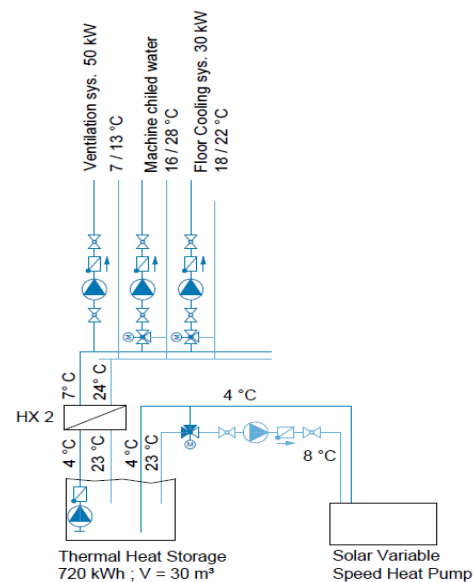 Ventilation sys. 50 kW
7 / 13 °C
Machine chiled water
16 / 28 °C
Floor Cooling sys. 30 kW
18 / 22 °C
M
M
7° C
24° C
HX 2
4 °C
23 °C
4 °C
23 °C
4 °C
M
8 °C
Thermal Heat Storage
720 kWh ; V = 30 m³
Solar Variable
Speed Heat Pump